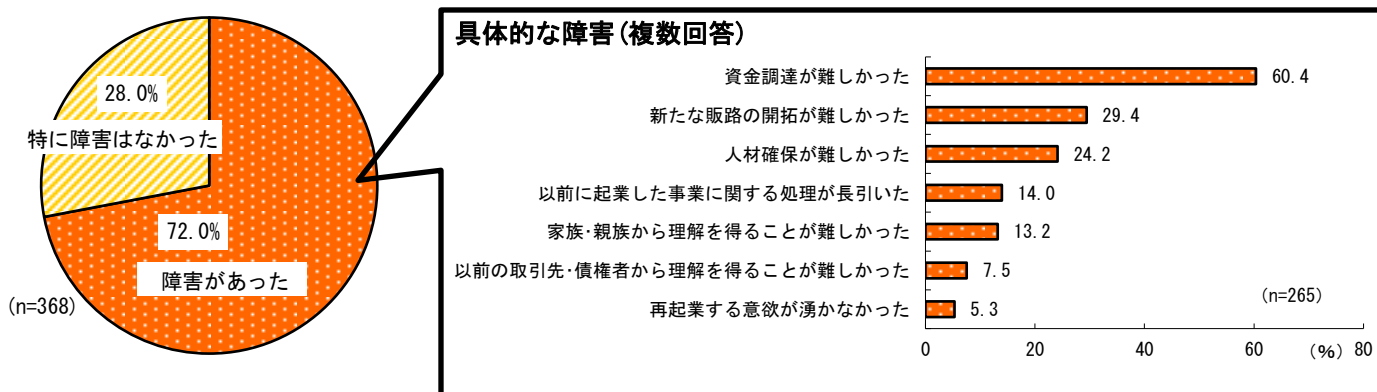 28.0%
特に障害はなかった
72.0%
障害があった
(n=368)
具体的な障害(複数回答)
資金調達が難しかった 60.4
新たな販路の開拓が難しかった 29.4
人材確保が難しかった 24.2
以前に起業した事業に関する処理が長引いた 14.0
家族・親族から理解を得ることが難しかった 13.2
以前の取引先・債権者から理解を得ることが難しかった 7.5
再起業する意欲が湧かなかった 5.3
(n=265)
0 20 40 60 (%) 80